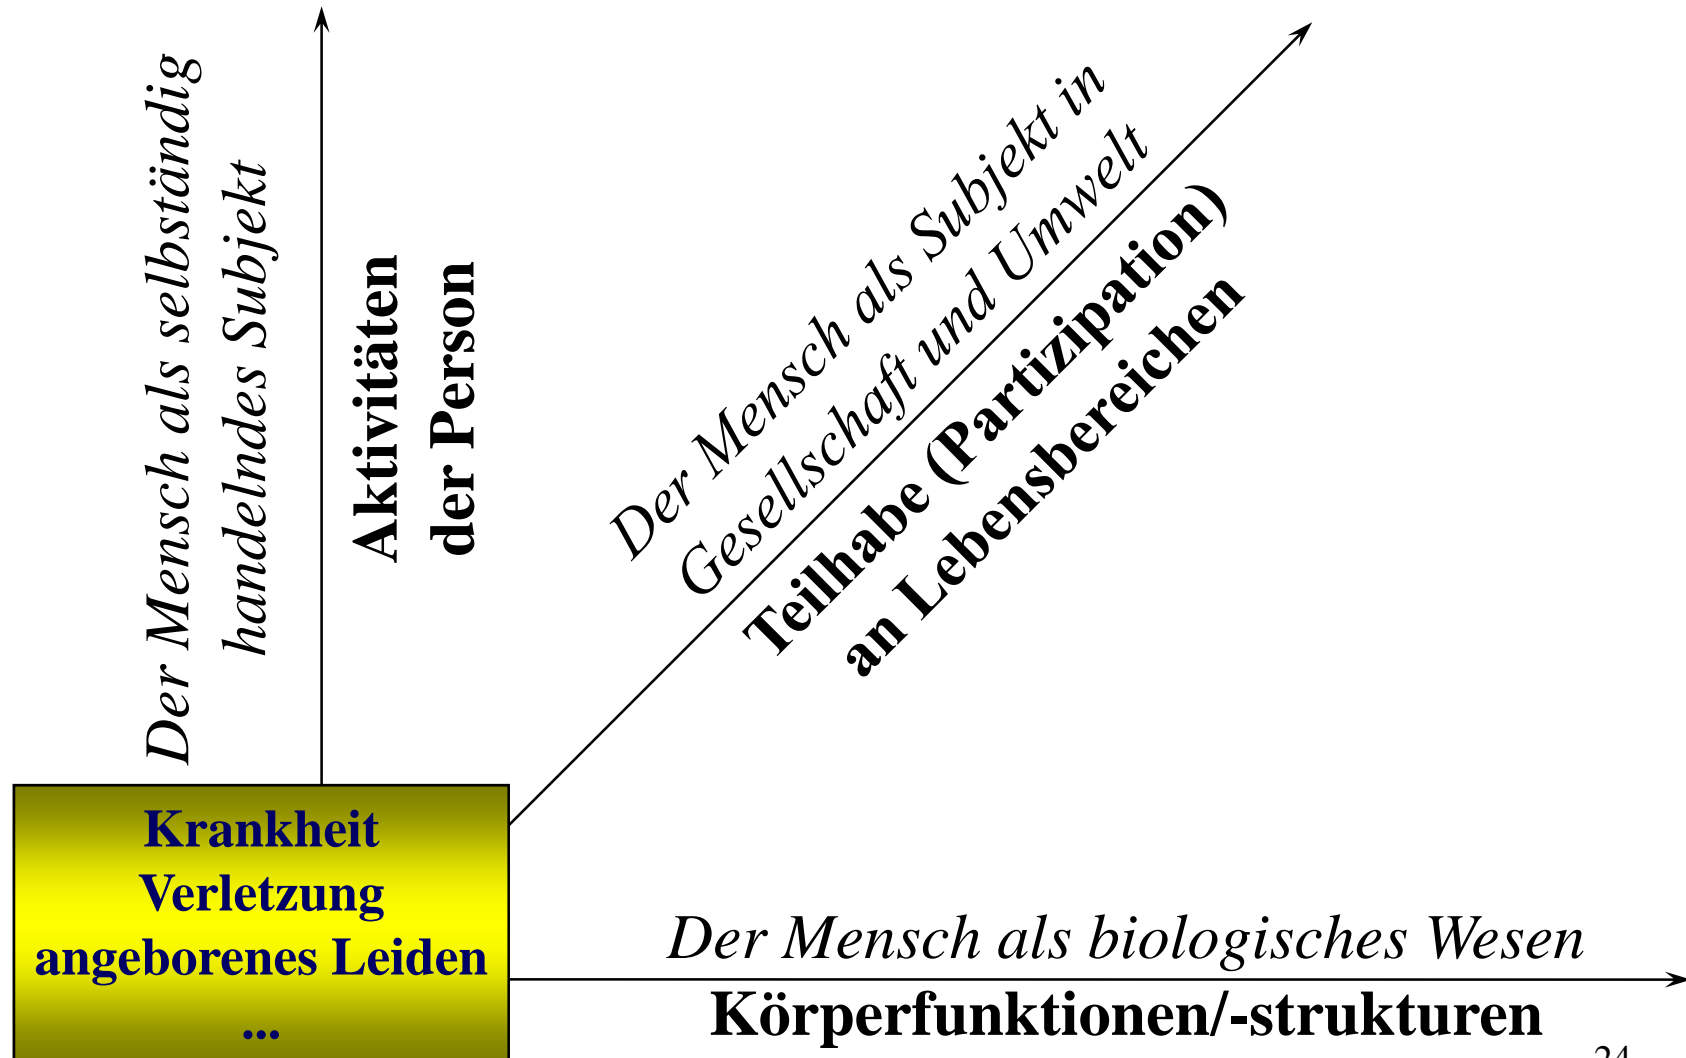 Der Mensch als selbständig
handelndes Subjekt
Aktivitäten
der Person
Der Mensch als Subjekt in
Gesellschaft und Umwelt
Teilhabe (Partizipation)
an Lebensbereichen
Krankheit
Verletzung
angeborenes Leiden
...
Der Mensch als biologisches Wesen
Körperfunktionen/-strukturen
24